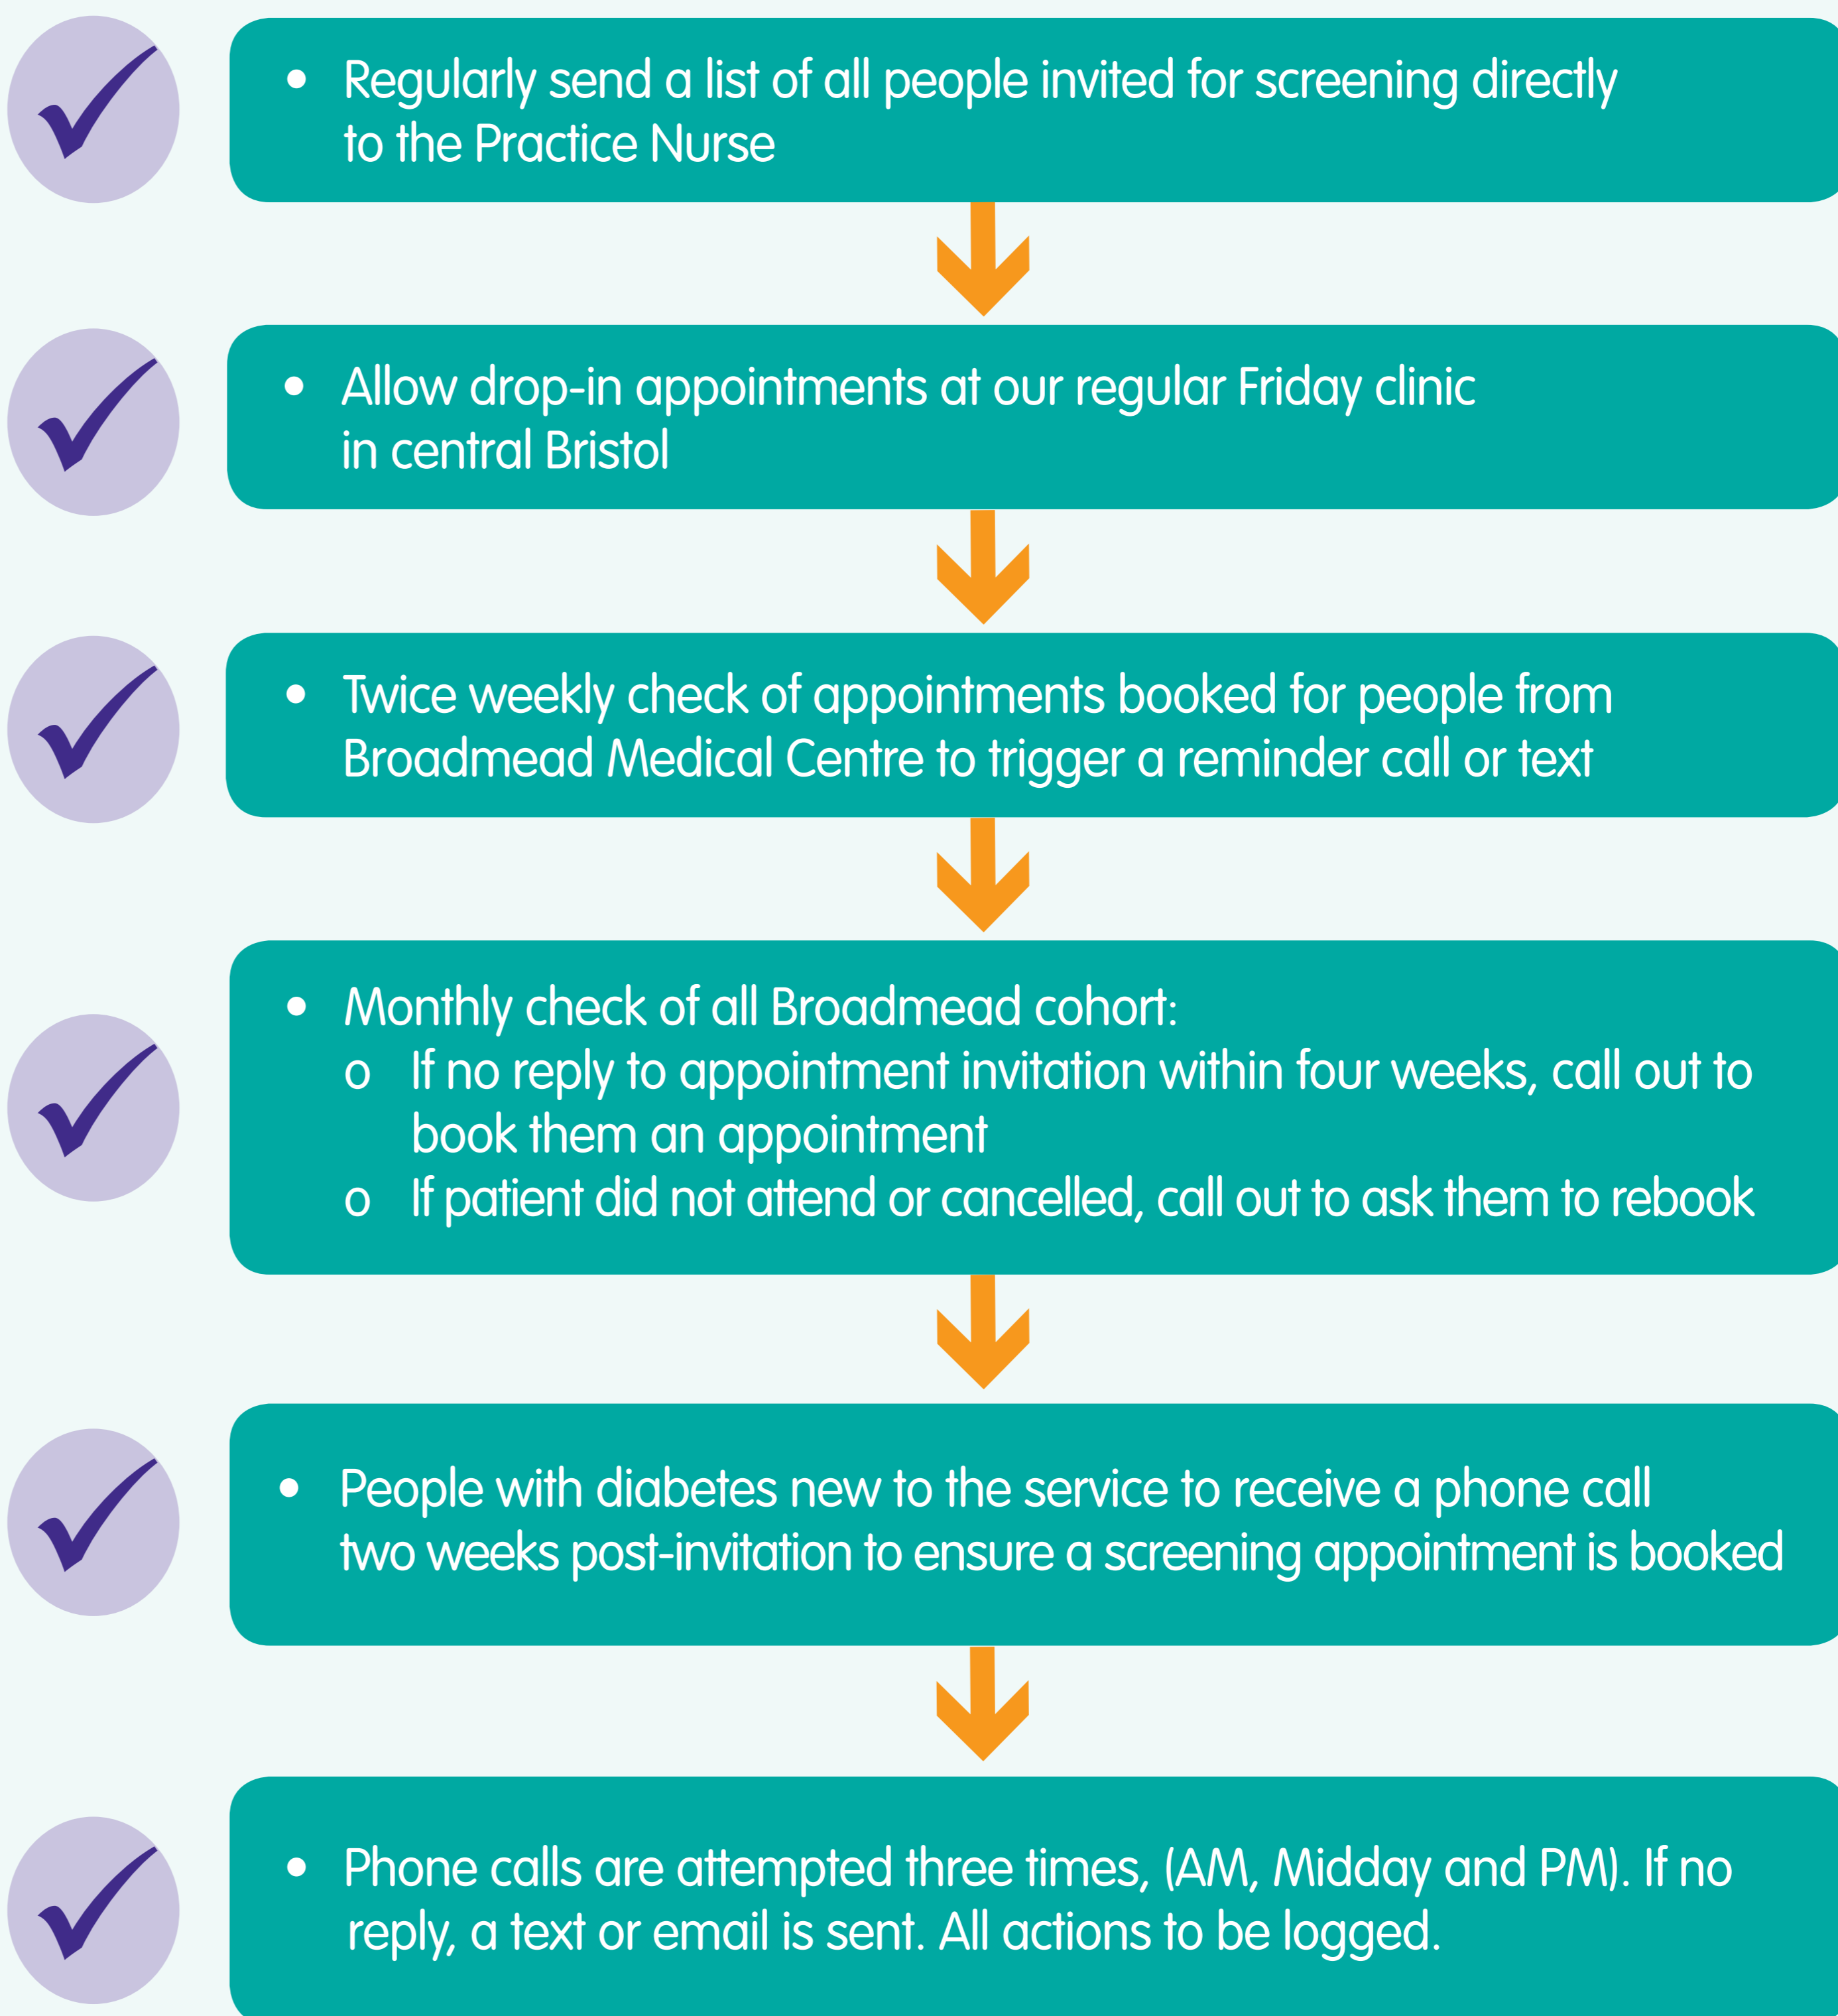 • Regularly send a list of all people invited for screening directly
to the Practice Nurse
• Allow drop-in appointments at our regular Friday clinic
in central Bristol
• Twice weekly check of appointments booked for people from
Broadmead Medical Centre to trigger a reminder call or text
• Monthly check of all Broadmead cohort:
o If no reply to appointment invitation within four weeks, call out to
book them an appointment
o If patient did not attend or cancelled, call out to ask them to rebook
• People with diabetes new to the service to receive a phone call
two weeks post-invitation to ensure a screening appointment is booked
• Phone calls are attempted three times, (AM, Midday and PM). If no
reply, a text or email is sent. All actions to be logged.